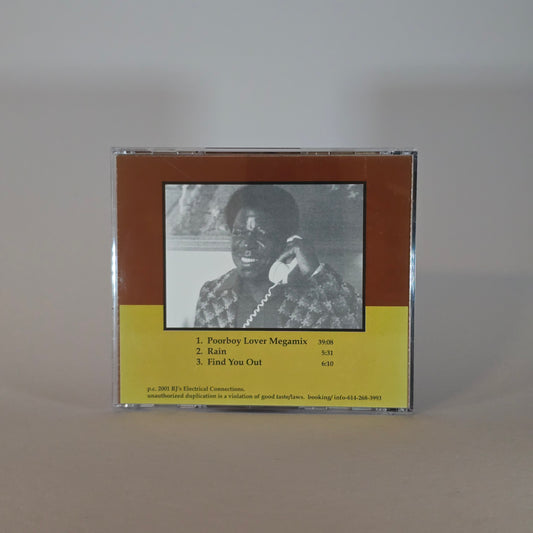 1. Poorboy Lover Megamix 39:08
2. Rain 5:31
3. Find You Out 6:10
p.c. 2001 RJ's Electrical Connections.
unauthorized duplication is a violation of good taste/laws. booking/ info-614-268-3993